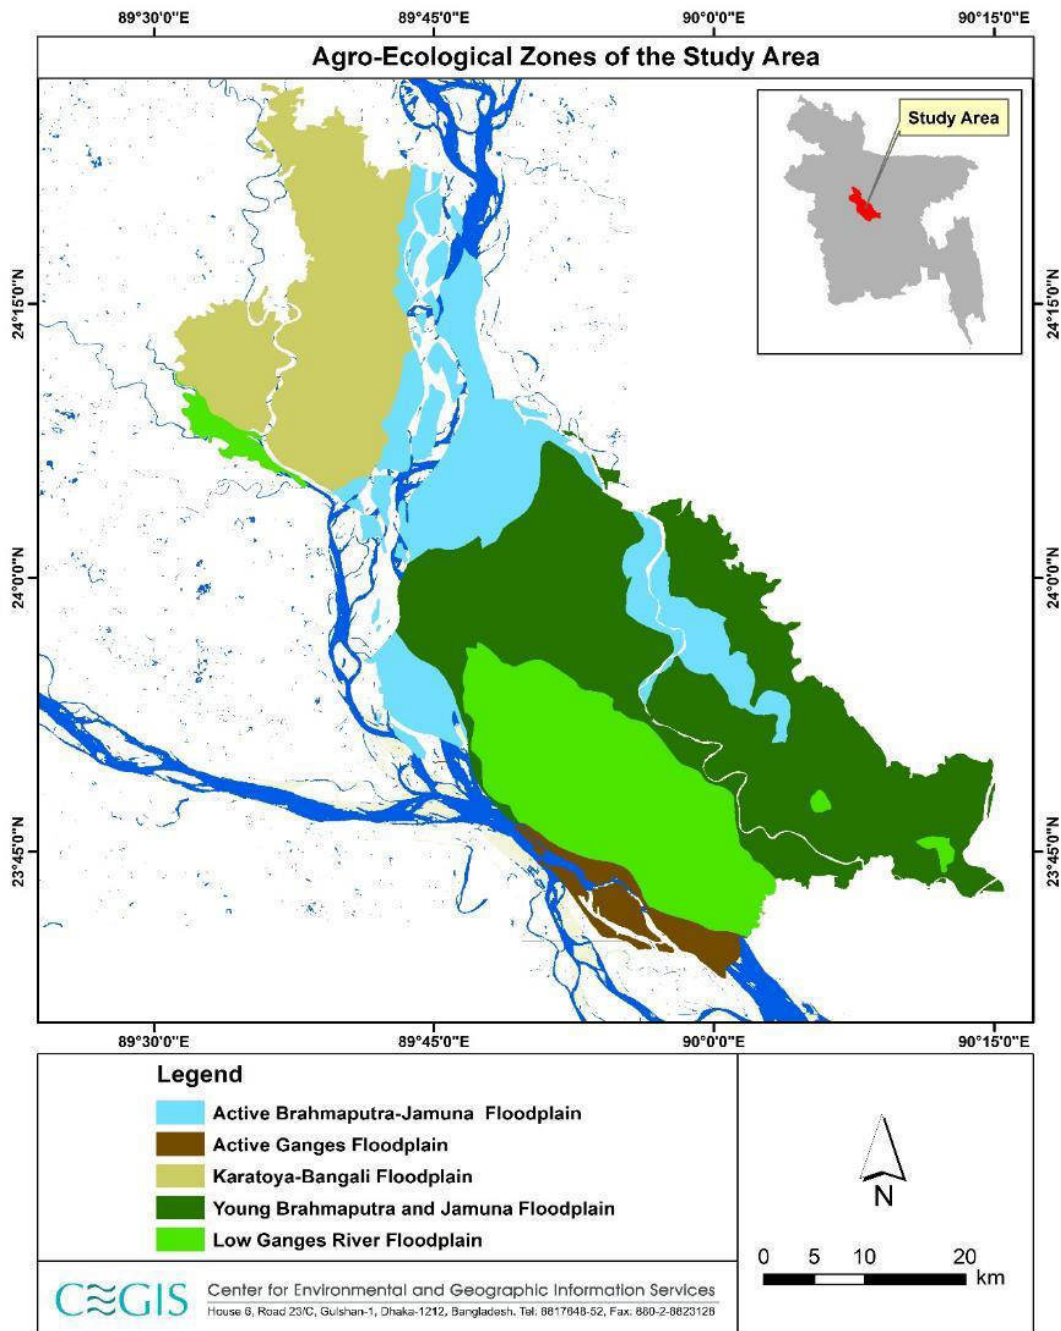 89°30'0"E 89°45'0"E 90°0'0"E 90°15'0"E
Agro-Ecological Zones of the Study Area
Study Area
24°15'0"N 24°15'0"N
24°0'0"N 24°0'0"N
23°45'0"N 23°45'0"N
89°30'0"E 89°45'0"E 90°0'0"E 90°15'0"E
Legend
Active Brahmaputra-Jamuna Floodplain
Active Ganges Floodplain
Karatoya-Bangali Floodplain
Young Brahmaputra and Jamuna Floodplain
Low Ganges River Floodplain
N
0 5 10 20
km
CEGIS
Center for Environmental and Geographic Information Services
House 6, Road 23/C, Gulshan-1, Dhaka-1212, Bangladesh. Tel: 8817648-52, Fax: 880-2-8823128